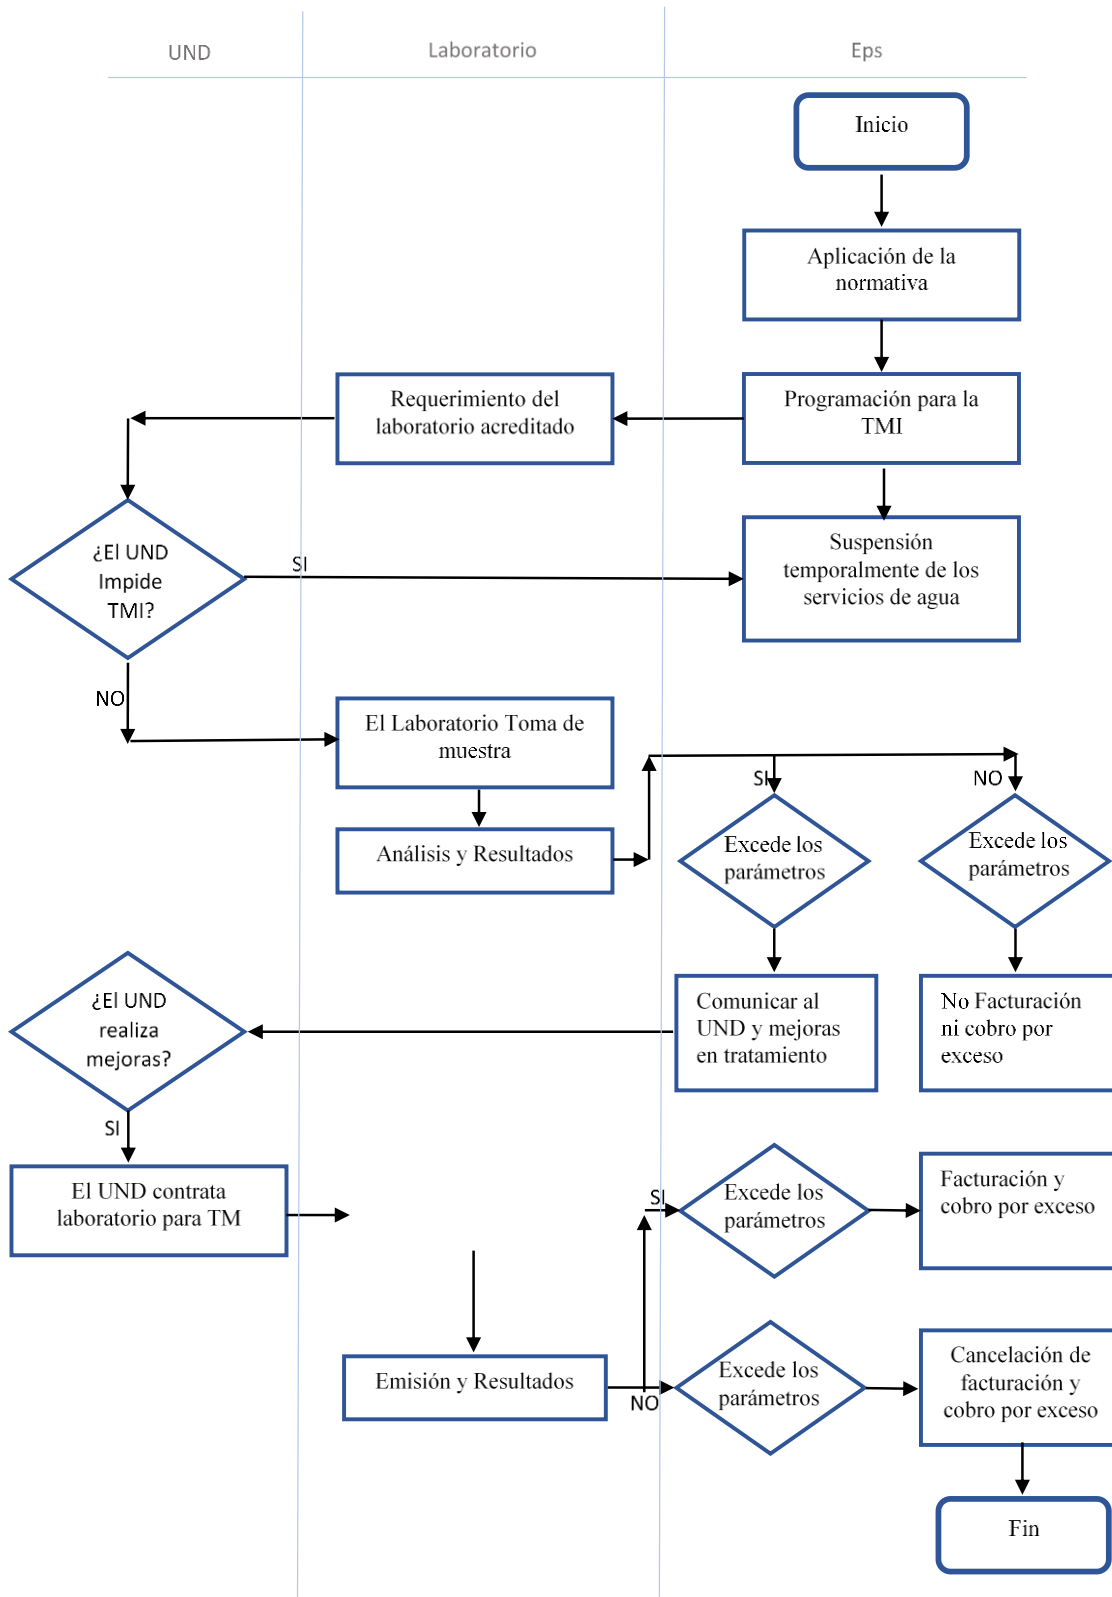 UND
Laboratorio
Eps
Inicio
Aplicación de la
normativa
Programación para la
TMI
Requerimiento del
laboratorio acreditado
¿El UND
Impide
TMI?
SI
Suspensión
temporalmente de los
servicios de agua
NO
El Laboratorio Toma de
muestra
Análisis y Resultados
SI
NO
Excede los
parámetros
Excede los
parámetros
Comunicar al
UND y mejoras
en tratamiento
No Facturación
ni cobro por
exceso
¿El UND
realiza
mejoras?
SI
El UND contrata
laboratorio para TM
SI
Excede los
parámetros
Facturación y
cobro por exceso
Emisión y Resultados
NO
Excede los
parámetros
Cancelación de
facturación y
cobro por exceso
Fin